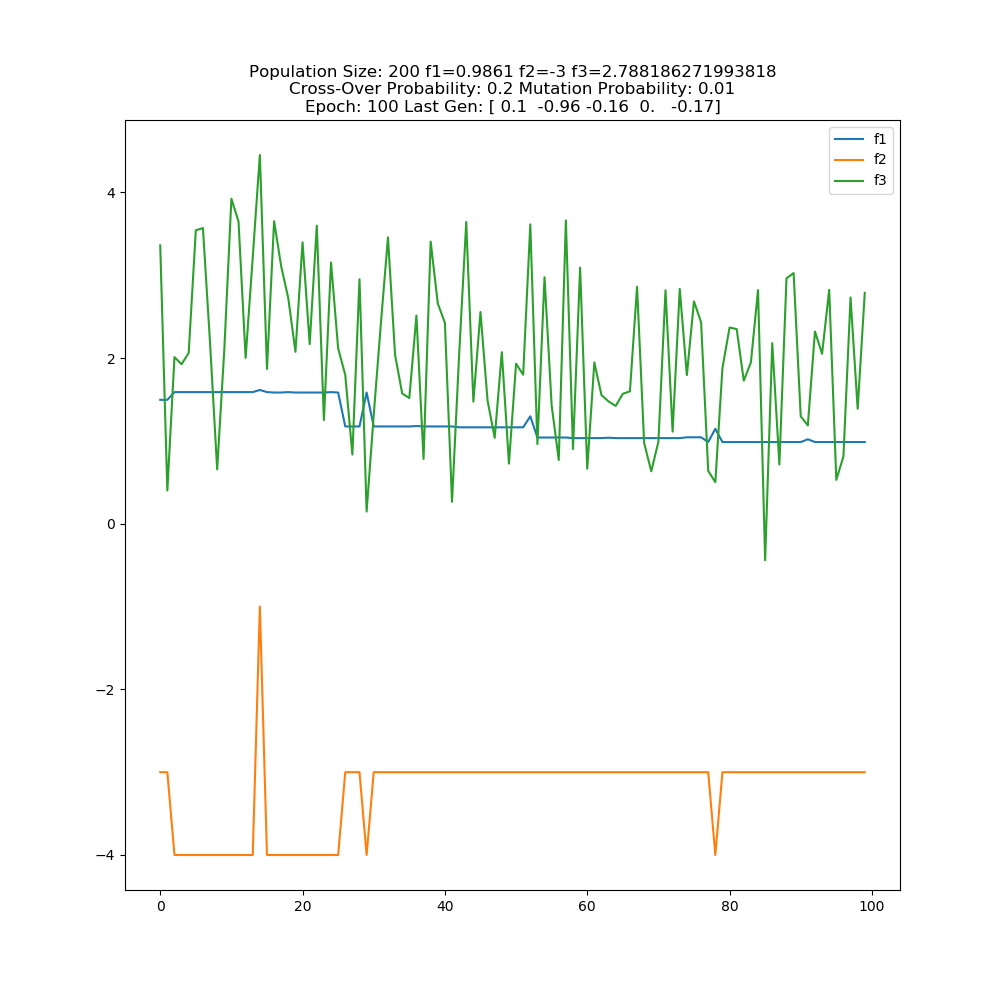 Population Size: 200 f1=0.9861 f2=-3 f3=2.788186271993818
Cross-Over Probability: 0.2 Mutation Probability: 0.01
Epoch: 100 Last Gen: [ 0.1  -0.96 -0.16  0.   -0.17]
f1
f2
f3
4
2
0
−2
−4
0 20 40 60 80 100